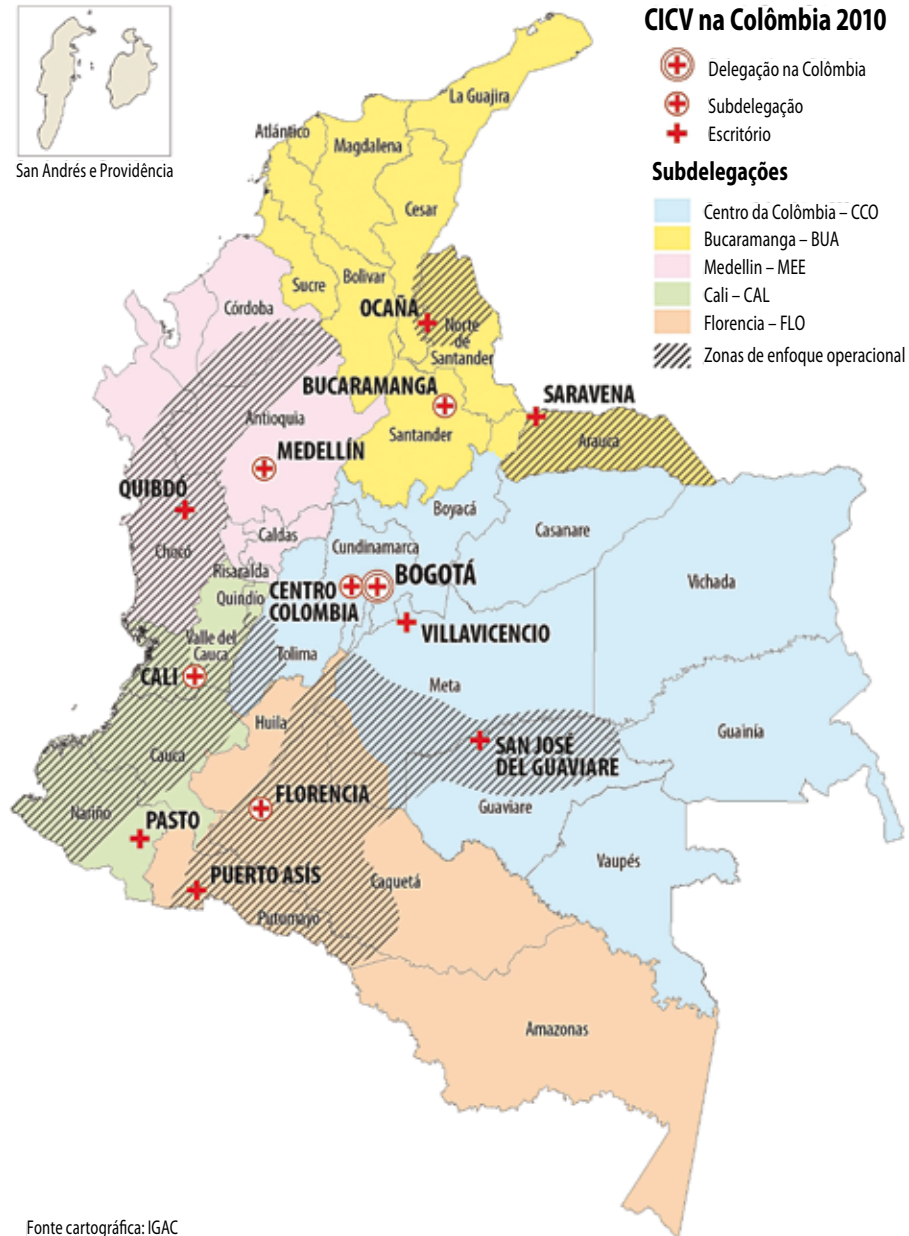 CICV na Colômbia 2010
Delegação na Colômbia
Subdelegação
Escritório
Subdelegações
Centro da Colômbia – CCO
Bucaramanga – BUA
Medellin – MEE
Cali – CAL
Florencia – FLO
Zonas de enfoque operacional
San Andrés e Providência
La Guajira
Atlántico
Magdalena
Cesar
Sucre
Bolivar
Córdoba
OCAÑA
Norte
de
Santander
BUCARAMANGA
SARAVENA
Antioquia
Santander
Arauca
MEDELLÍN
QUIBDÓ
Boyacá
Casanare
Chocó
Caldas
Cundinamarca
Risaralda
Vichada
Quindío
CENTRO
COLOMBIA
BOGOTÁ
VILLAVICENCIO
Valle del
Cauca
Tolima
CALI
Meta
Huila
Guainía
Cauca
SAN JOSÉ
DEL GUAVIARE
FLORENCIA
Guaviare
Nariño
PASTO
Vaupés
PUERTO ASÍS
Caquetá
Putumayo
Amazonas
Fonte cartográfica: IGAC